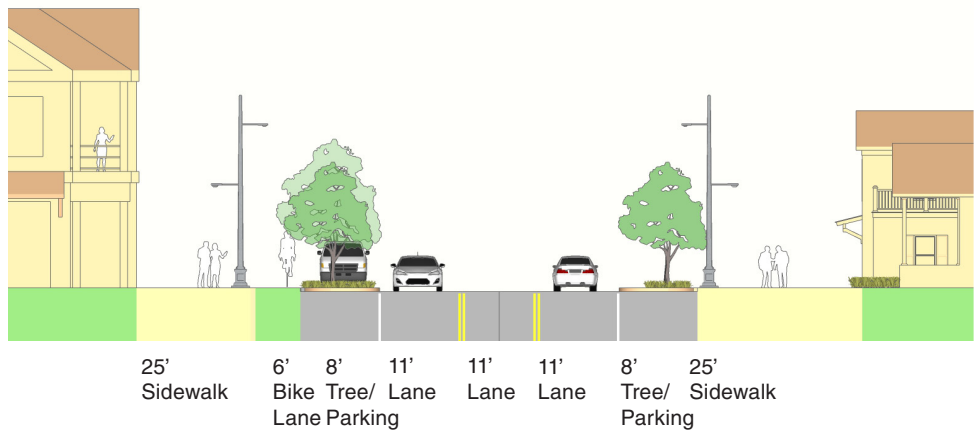 25’ Sidewalk
6’ Bike Lane
8’ Tree/ Parking
11’ Lane
11’ Lane
11’ Lane
8’ Tree/ Parking
25’ Sidewalk